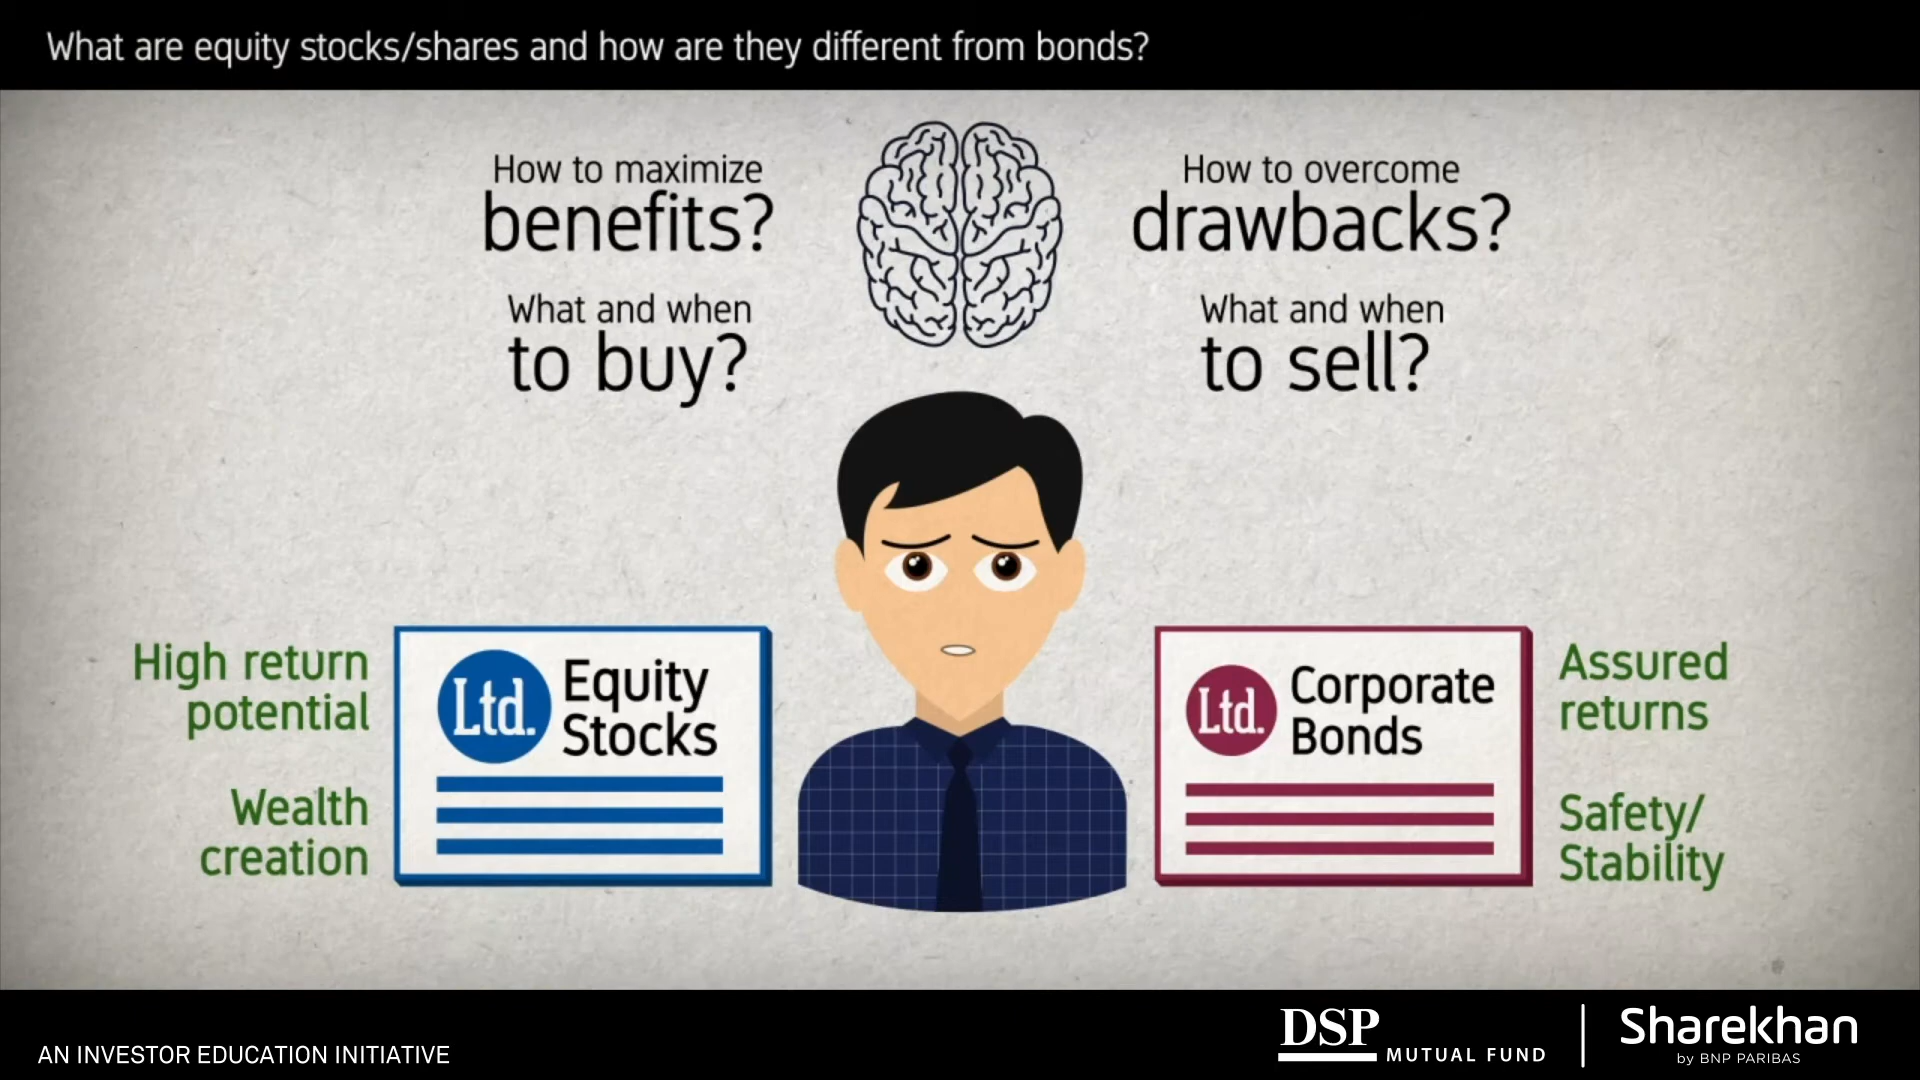 What are equity stocks/shares and how are they different from bonds?
How to maximize
benefits?
What and when
to buy?
How to overcome
drawbacks?
What and when
to sell?
High return
potential
Wealth
creation
Ltd.
Equity
Stocks
Ltd.
Corporate
Bonds
Assured
returns
Safety/
Stability
AN INVESTOR EDUCATION INITIATIVE
DSP
MUTUAL FUND
Sharekhan
by BNP PARIBAS